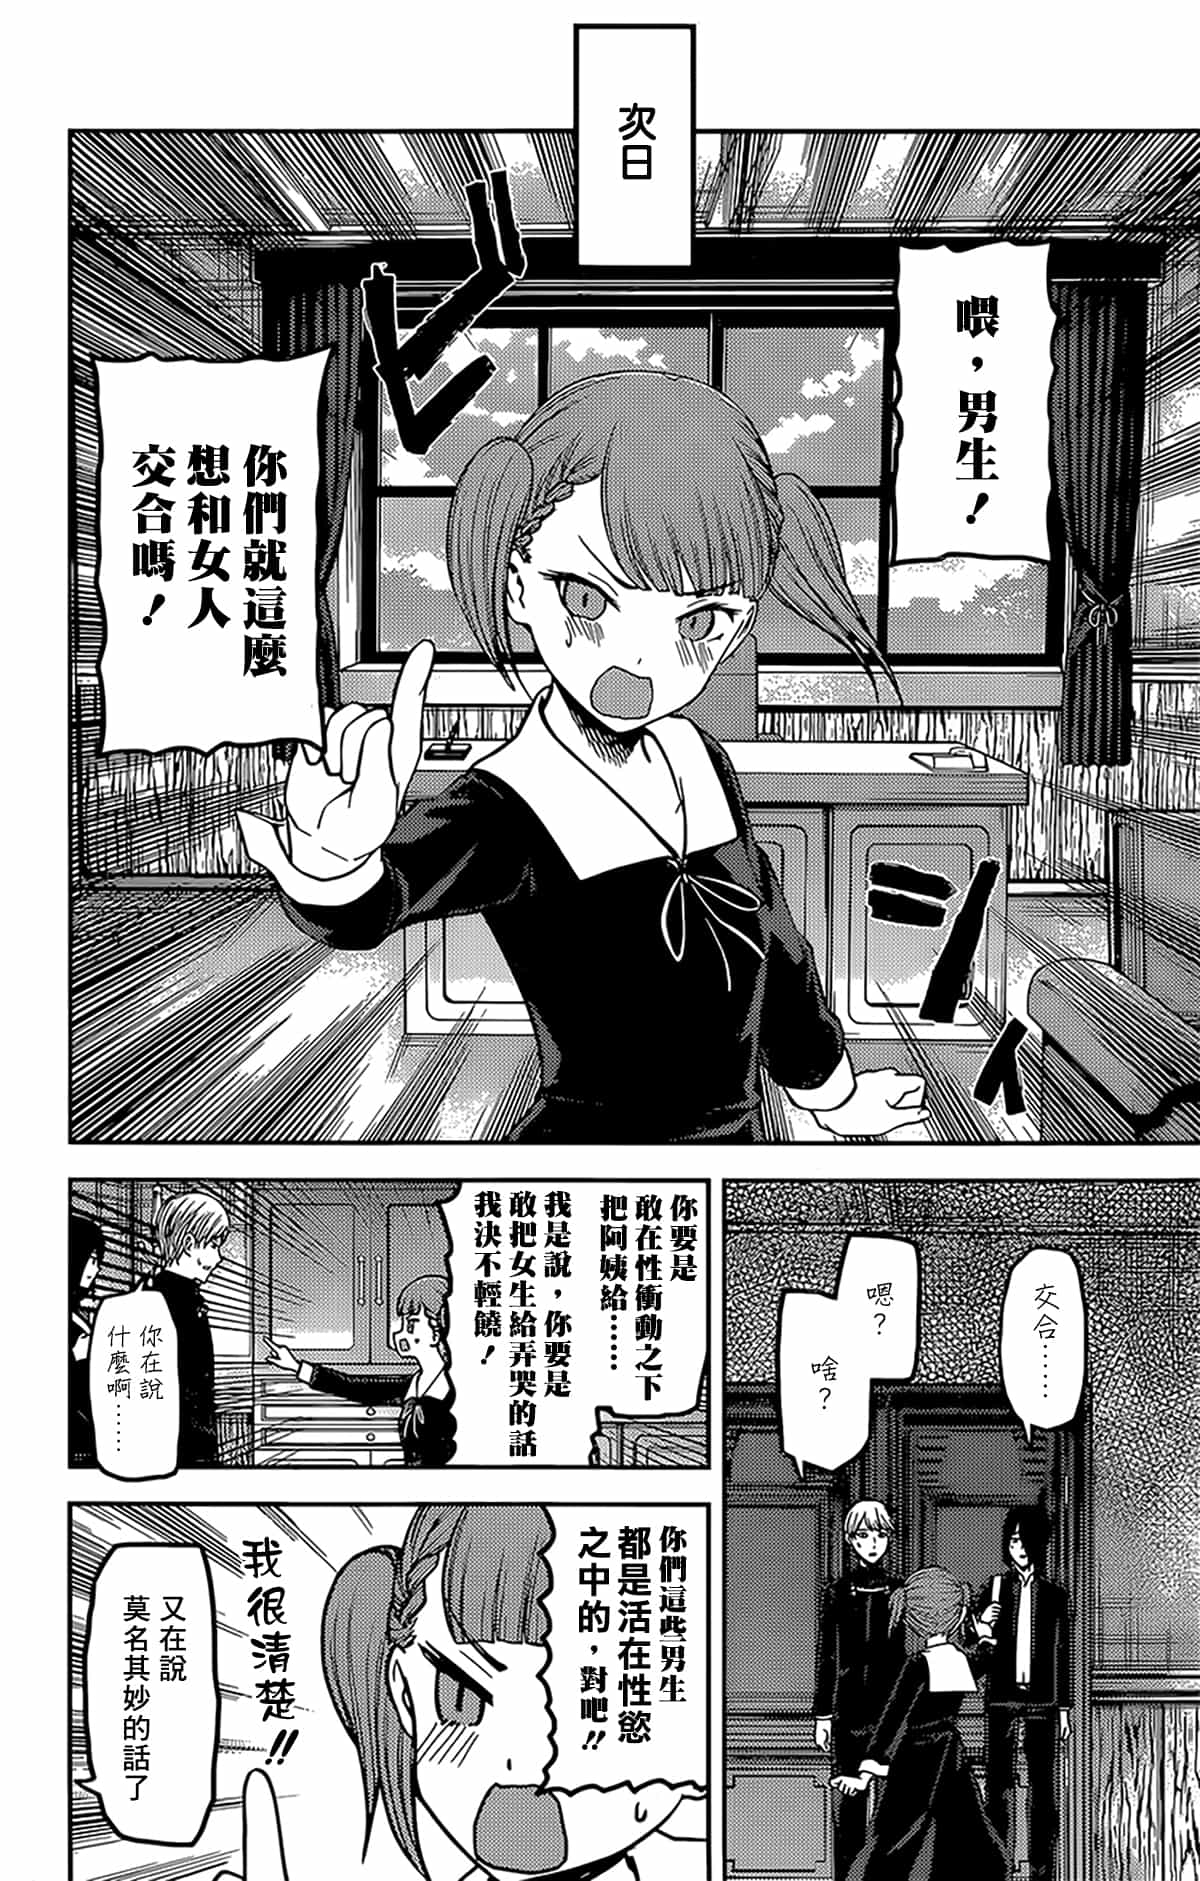 次日
喂，男生！
你們就這麼
想和女人
交合嗎！
ビシィ
交合……
嗯？
啥？
你要是
敢在性衝動之下
把阿姨給……
我是說，你要是
敢把女生給弄哭的話
我決不輕饒！
你在說
什麼啊……
你們這些男生
都是活在性慾
之中的，對吧!!
我很清楚!!
又在說
莫名其妙的話了